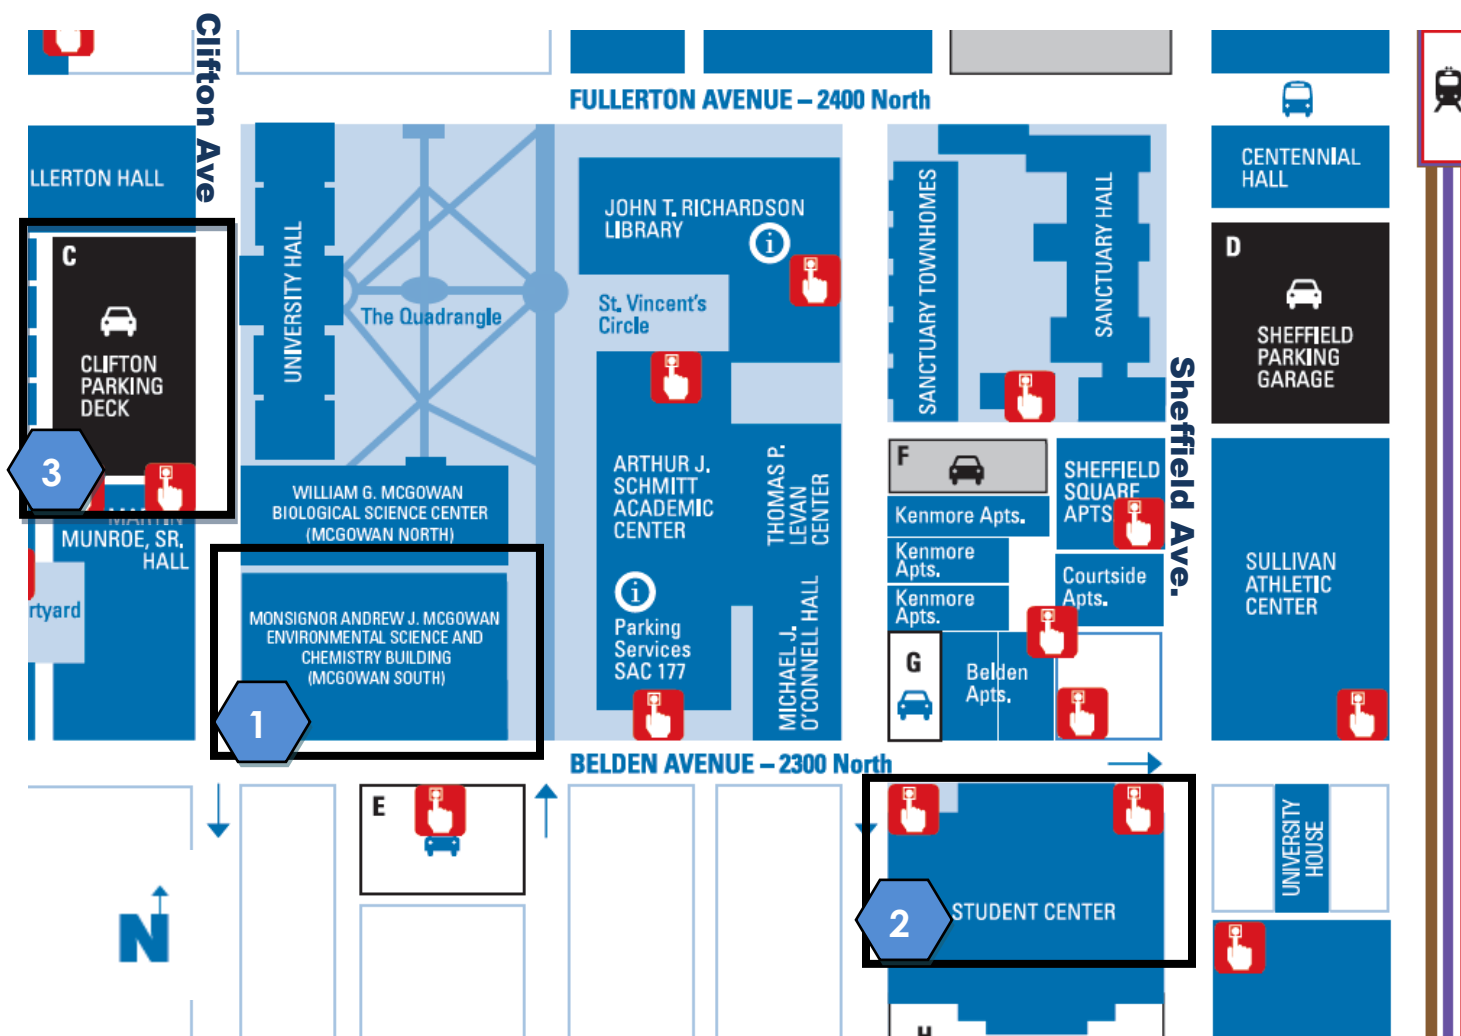 Clifton Ave
FULLERTON AVENUE – 2400 North
LLERTON HALL
C
CLIFTON
PARKING
DECK
3
MARTIN
MUNROE, SR.
HALL
rtyard
UNIVERSITY HALL
The Quadrangle
WILLIAM G. MCGOWAN
BIOLOGICAL SCIENCE CENTER
(MCGOWAN NORTH)
MONSIGNOR ANDREW J. MCGOWAN
ENVIRONMENTAL SCIENCE AND
CHEMISTRY BUILDING
(MCGOWAN SOUTH)
1
JOHN T. RICHARDSON
LIBRARY
i
St. Vincent's
Circle
ARTHUR J.
SCHMITT
ACADEMIC
CENTER
i
Parking
Services
SAC 177
THOMAS P.
LEVAN
CENTER
MICHAEL J.
O'CONNELL HALL
SANCTUARY TOWNHOMES
SANCTUARY HALL
F
Kenmore Apts.
Kenmore
Apts.
Kenmore
Apts.
SHEFFIELD
SQUARE
APTS
Courtside
Apts.
G
Belden
Apts.
Sheffield Ave.
CENTENNIAL
HALL
D
SHEFFIELD
PARKING
GARAGE
SULLIVAN
ATHLETIC
CENTER
BELDEN AVENUE – 2300 North
E
N
2
STUDENT CENTER
UNIVERSITY
HOUSE
H